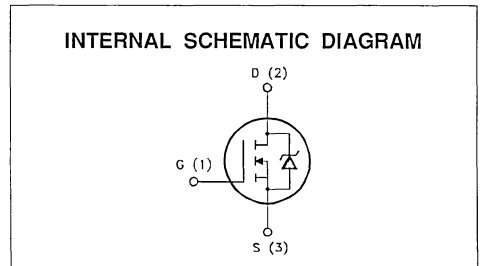 INTERNAL SCHEMATIC DIAGRAM
D (2)
G (1)
S (3)